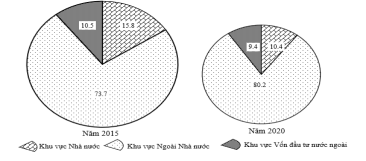 10.5 15.8
73.7
9.4 10.4
80.2
Năm 2015 Năm 2020
Khu vực Nhà nước Khu vực Ngoài Nhà nước Khu vực Vốn đầu tư nước ngoài